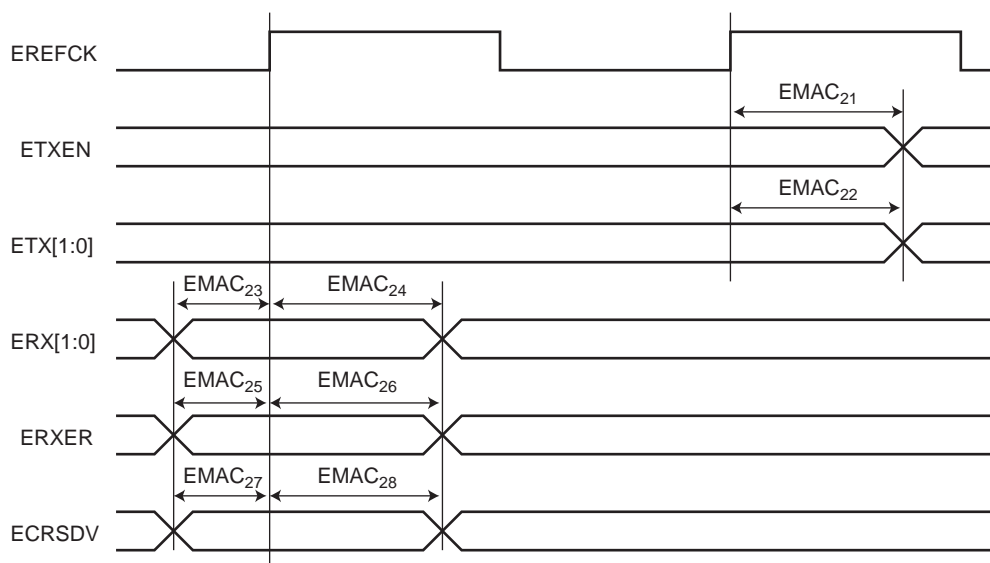 EREFCK
EMAC21
ETXEN
EMAC22
ETX[1:0]
EMAC23 EMAC24
ERX[1:0]
EMAC25 EMAC26
ERXER
EMAC27 EMAC28
ECRSDV